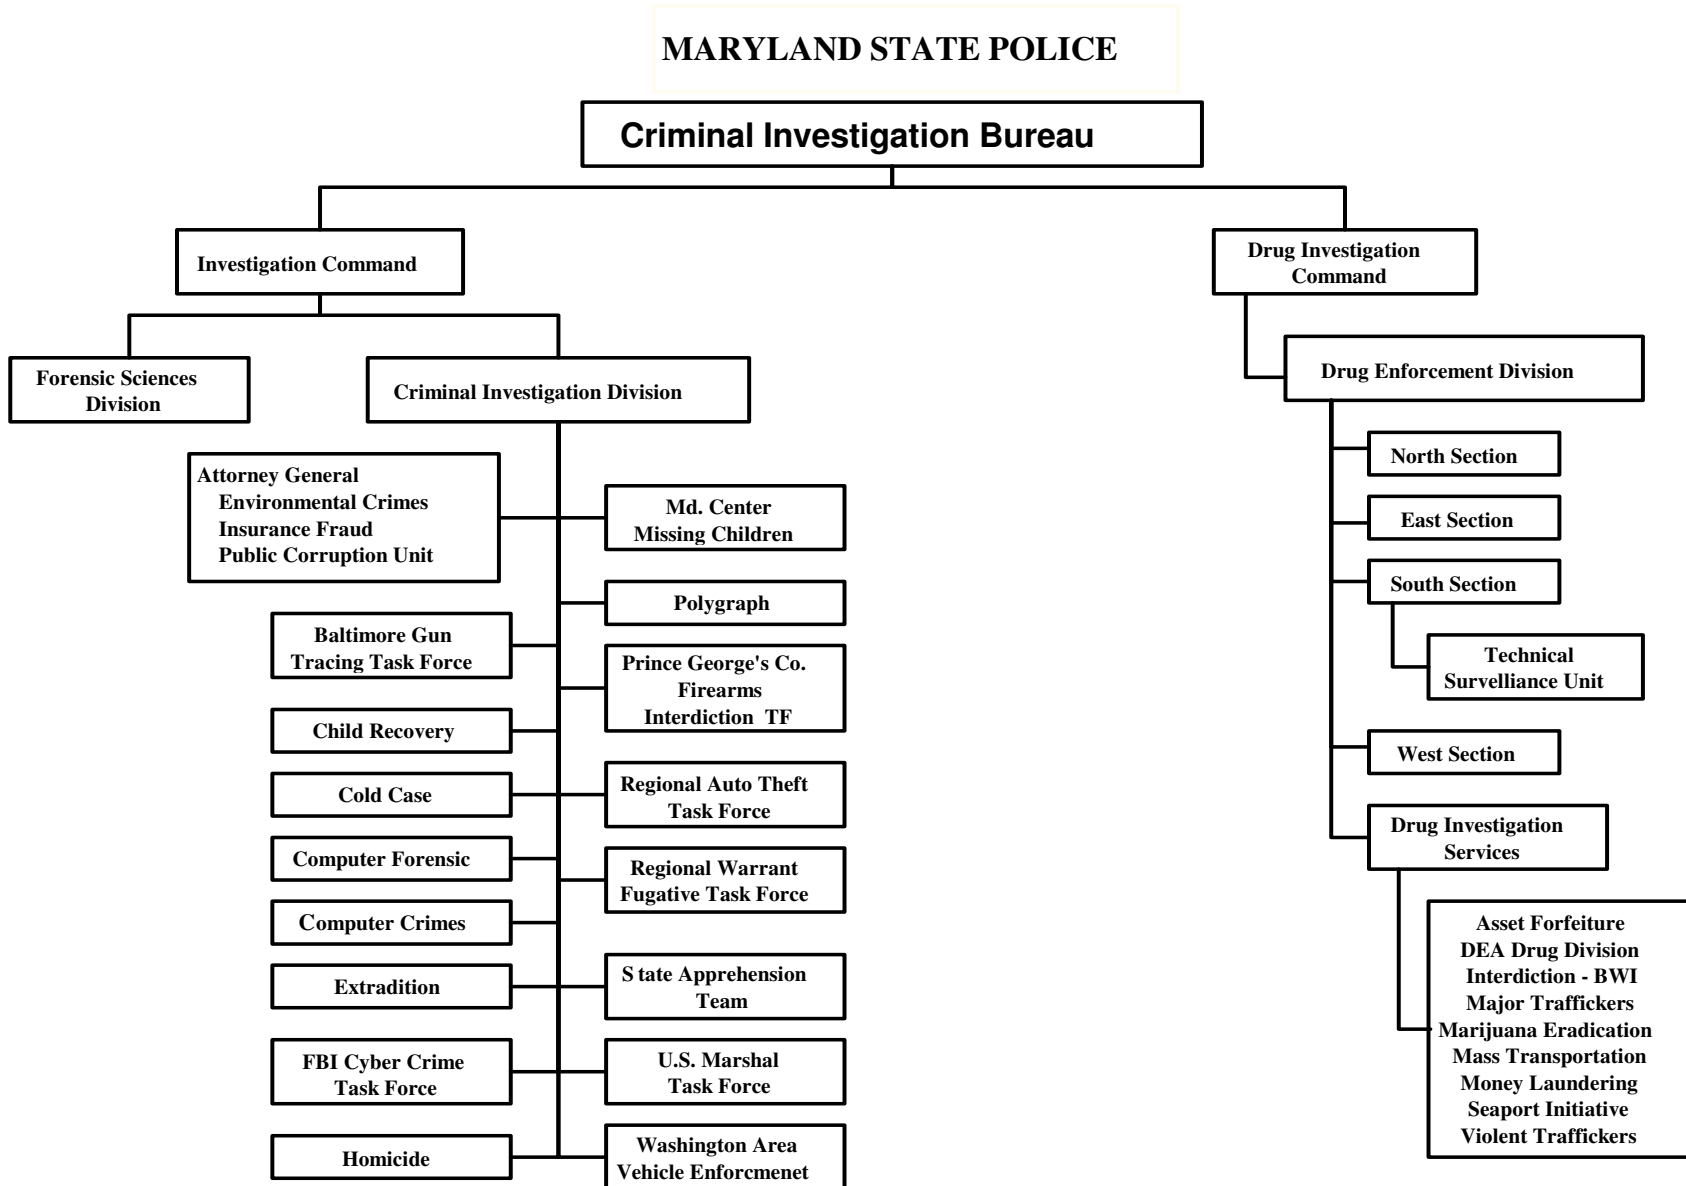 MARYLAND STATE POLICE
Criminal Investigation Bureau
Investigation Command
Drug Investigation
Command
Forensic Sciences
Division
Criminal Investigation Division
Drug Enforcement Division
Attorney General
Environmental Crimes
Insurance Fraud
Public Corruption Unit
Baltimore Gun
Tracing Task Force
Child Recovery
Cold Case
Computer Forensic
Computer Crimes
Extradition
FBI Cyber Crime
Task Force
Homicide
Md. Center
Missing Children
Polygraph
Prince George's Co.
Firearms
Interdiction TF
Regional Auto Theft
Task Force
Regional Warrant
Fugative Task Force
State Apprehension
Team
U.S. Marshal
Task Force
Washington Area
Vehicle Enforcmenet
North Section
East Section
South Section
Technical
Survelliance Unit
West Section
Drug Investigation
Services
Asset Forfeiture
DEA Drug Division
Interdiction - BWI
Major Traffickers
Marijuana Eradication
Mass Transportation
Money Laundering
Seaport Initiative
Violent Traffickers